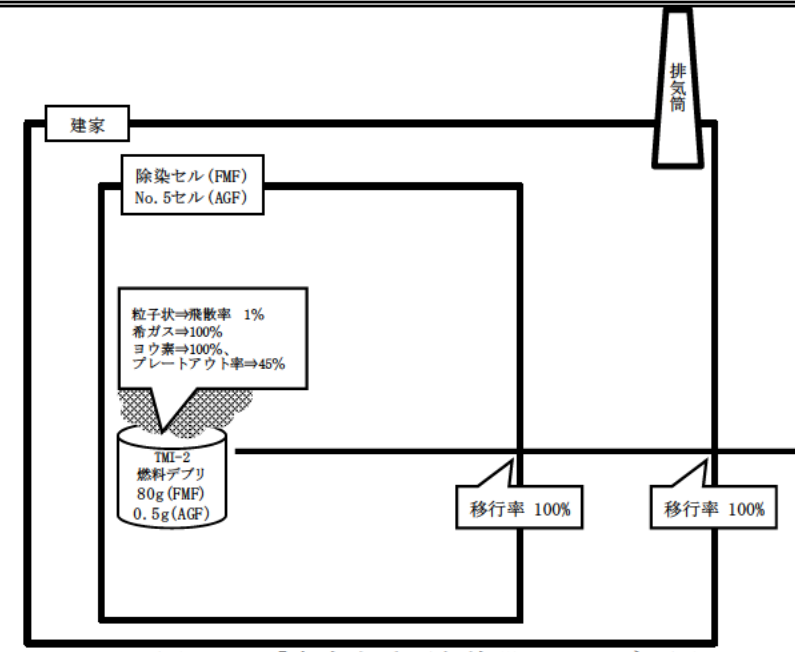 排気筒
建家
除染セル(FMF)
No.5セル(AGF)
粒子状⇒飛散率 1%
希ガス⇒100%
ヨウ素⇒100%、
プレートアウト率⇒45%
TMI-2
燃料デブリ
80g(FMF)
0.5g(AGF)
移行率 100%
移行率 100%